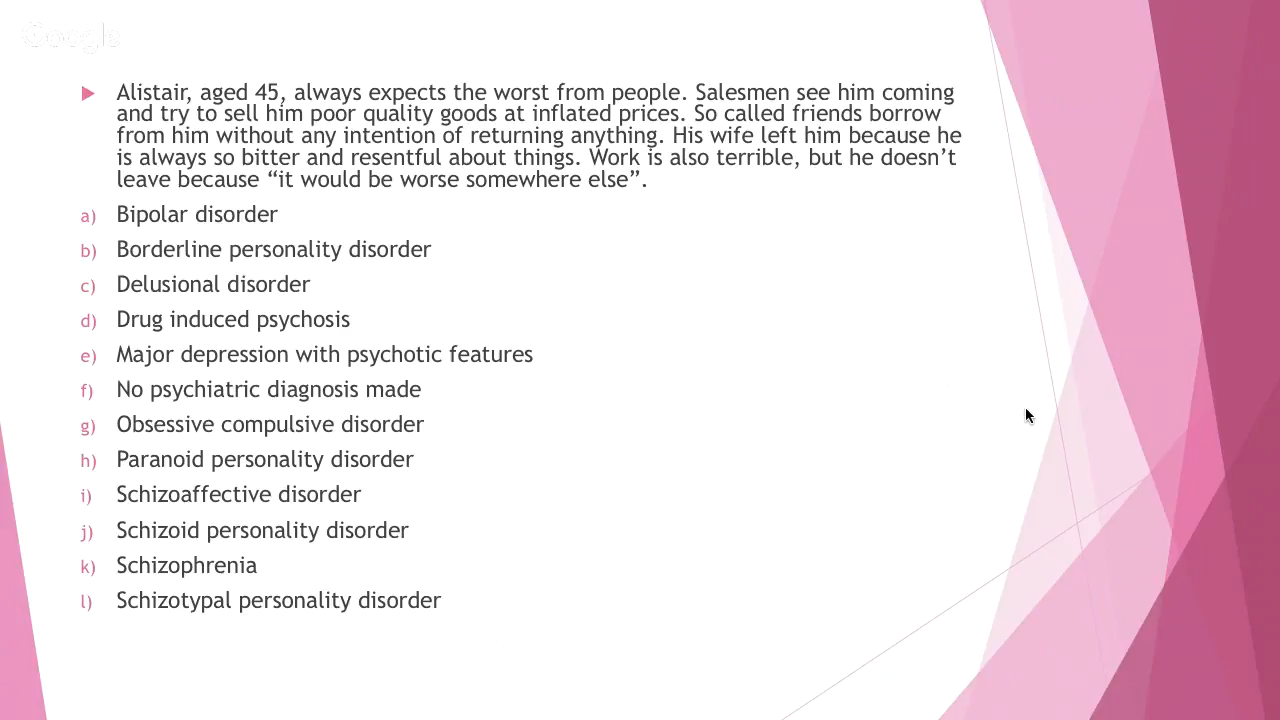 Google
Alistair, aged 45, always expects the worst from people. Salesmen see him coming
and try to sell him poor quality goods at inflated prices. So called friends borrow
from him without any intention of returning anything. His wife left him because he
is always so bitter and resentful about things. Work is also terrible, but he doesn’t
leave because “it would be worse somewhere else”.
a) Bipolar disorder
b) Borderline personality disorder
c) Delusional disorder
d) Drug induced psychosis
e) Major depression with psychotic features
f) No psychiatric diagnosis made
g) Obsessive compulsive disorder
h) Paranoid personality disorder
i) Schizoaffective disorder
j) Schizoid personality disorder
k) Schizophrenia
l) Schizotypal personality disorder